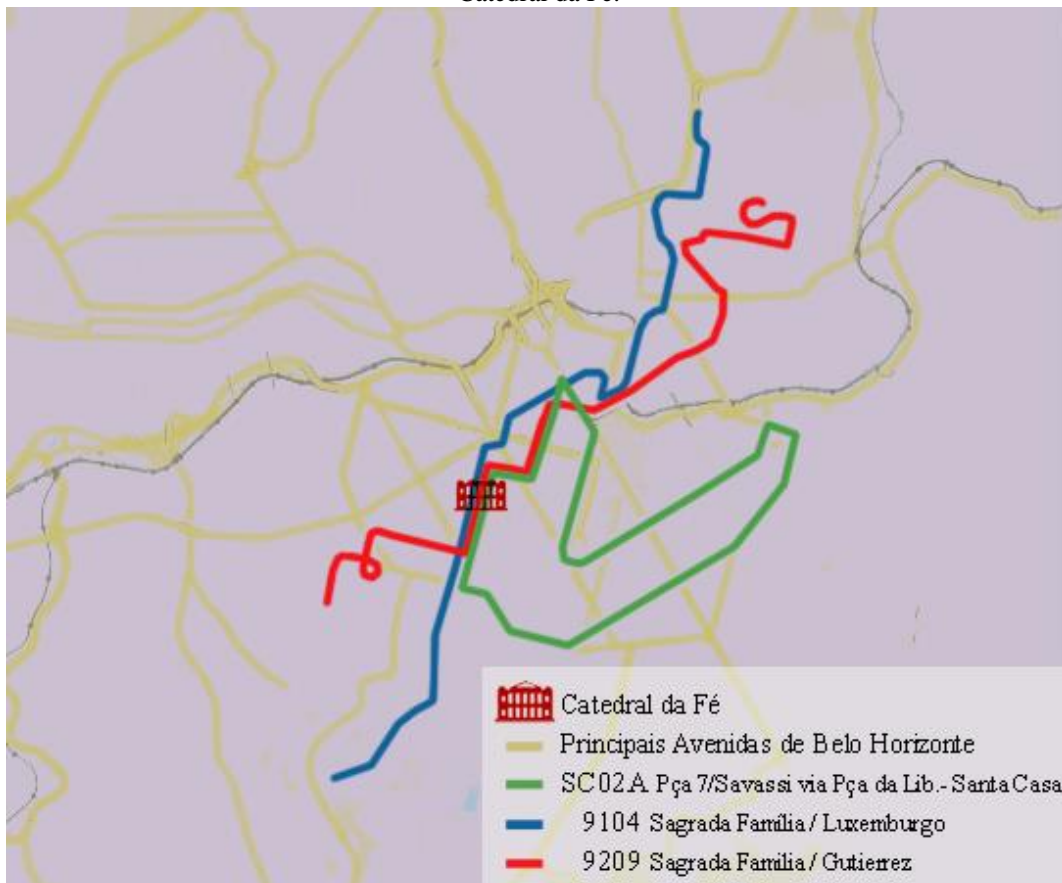 Catedral da Fé.
Catedral da Fé
Principais Avenidas de Belo Horizonte
SC02A Pça 7/Savassi via Pça da Lib.- Santa Casa
9104 Sagrada Família / Luxemburgo
9209 Sagrada Família / Gutierrez